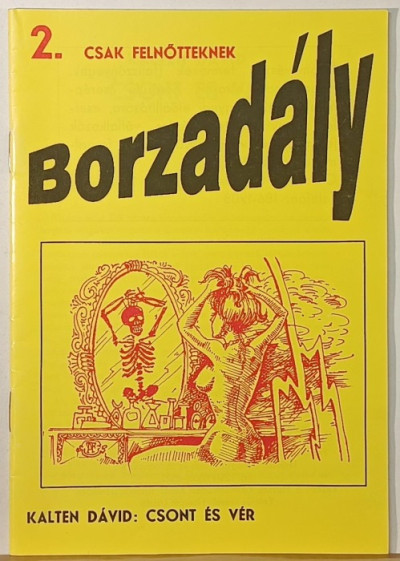 2. CSAK FELNŐTTEKNEK
Borzadály
KALTEN DÁVID: CSONT ÉS VÉR